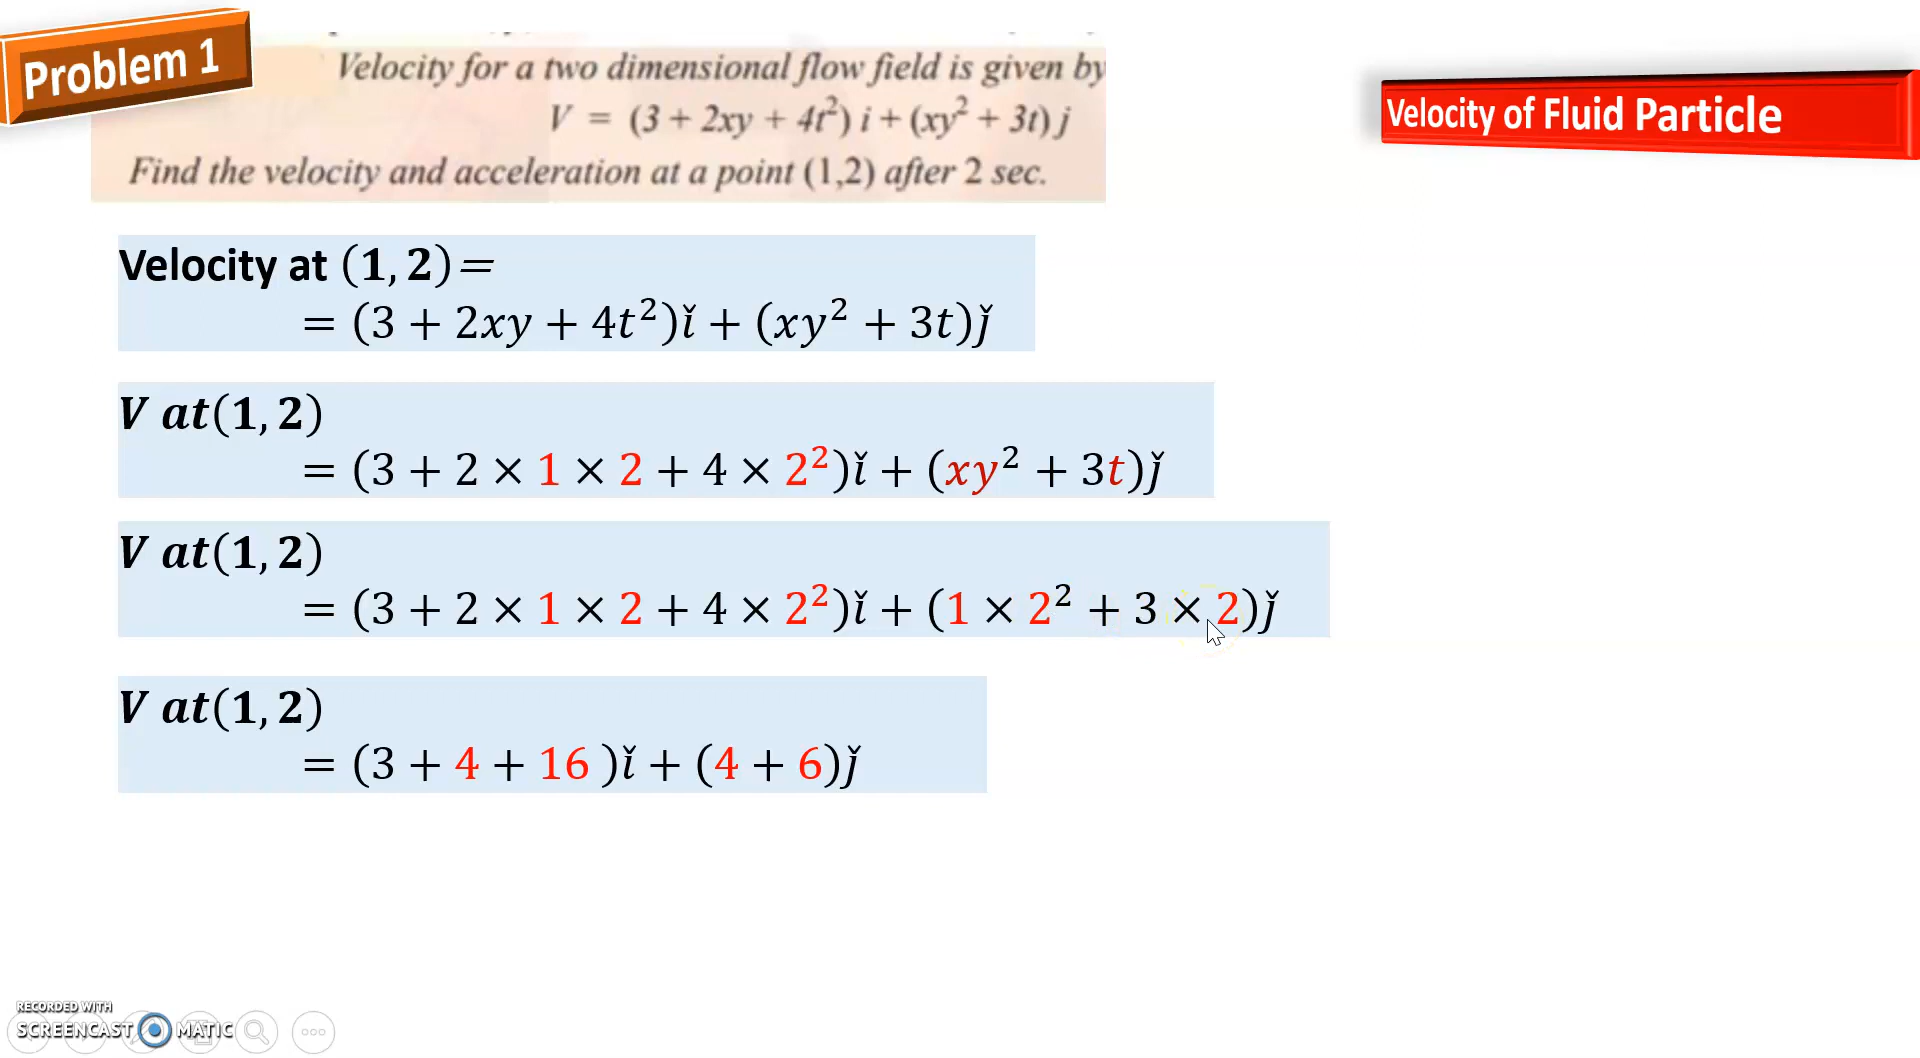 Problem 1
Velocity for a two dimensional flow field is given by
V = (3 + 2xy + 4t²) i + (xy² + 3t) j
Find the velocity and acceleration at a point (1,2) after 2 sec.
Velocity of Fluid Particle
Velocity at (1, 2) =
= (3 + 2xy + 4t²)ǐ + (xy² + 3t)ǰ
V at(1, 2)
= (3 + 2 × 1 × 2 + 4 × 2²)ǐ + (xy² + 3t)ǰ
V at(1, 2)
= (3 + 2 × 1 × 2 + 4 × 2²)ǐ + (1 × 2² + 3 × 2)ǰ
V at(1, 2)
= (3 + 4 + 16 )ǐ + (4 + 6)ǰ
RECORDED WITH
SCREENCAST MATIC